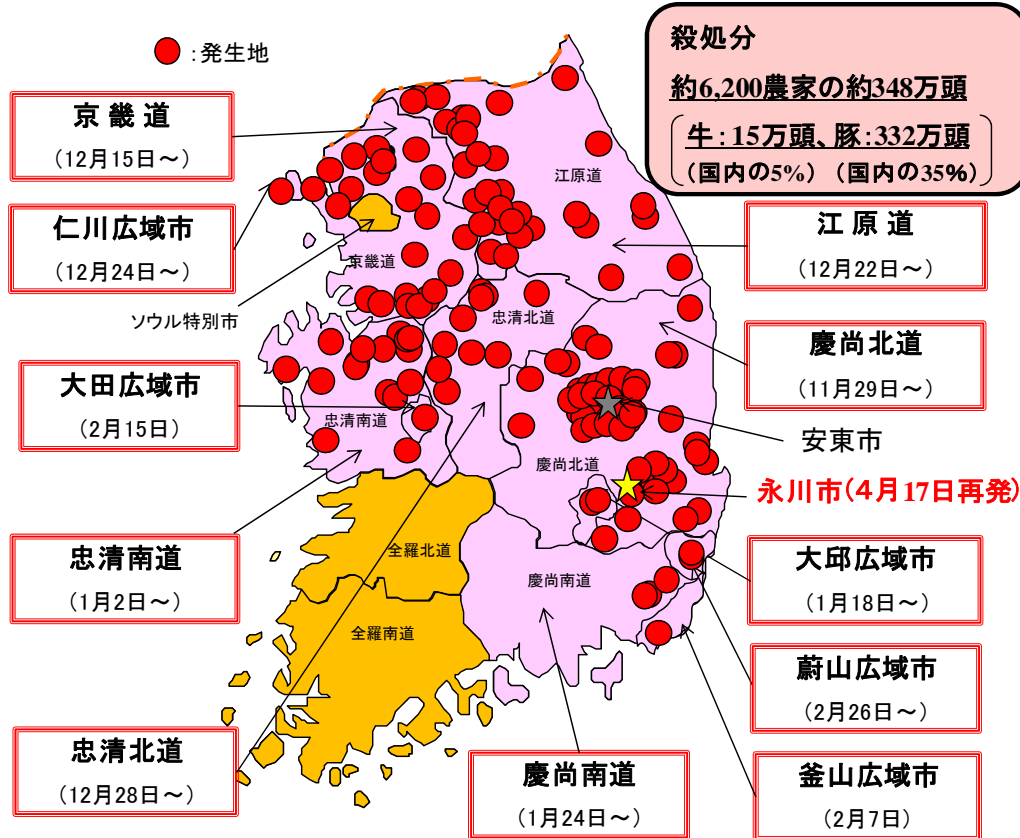 :発生地
殺処分
約6,200農家の約348万頭
牛:15万頭、豚:332万頭
(国内の5%) (国内の35%)
京畿道
(12月15日～)
仁川広域市
(12月24日～)
ソウル特別市
大田広域市
(2月15日)
忠清南道
(1月2日～)
忠清北道
(12月28日～)
江原道
京畿道
忠清北道
忠清南道
慶尚北道
全羅北道
慶尚南道
全羅南道
江原道
(12月22日～)
慶尚北道
(11月29日～)
安東市
永川市(4月17日再発)
大邱広域市
(1月18日～)
蔚山広域市
(2月26日～)
釜山広域市
(2月7日)
慶尚南道
(1月24日～)